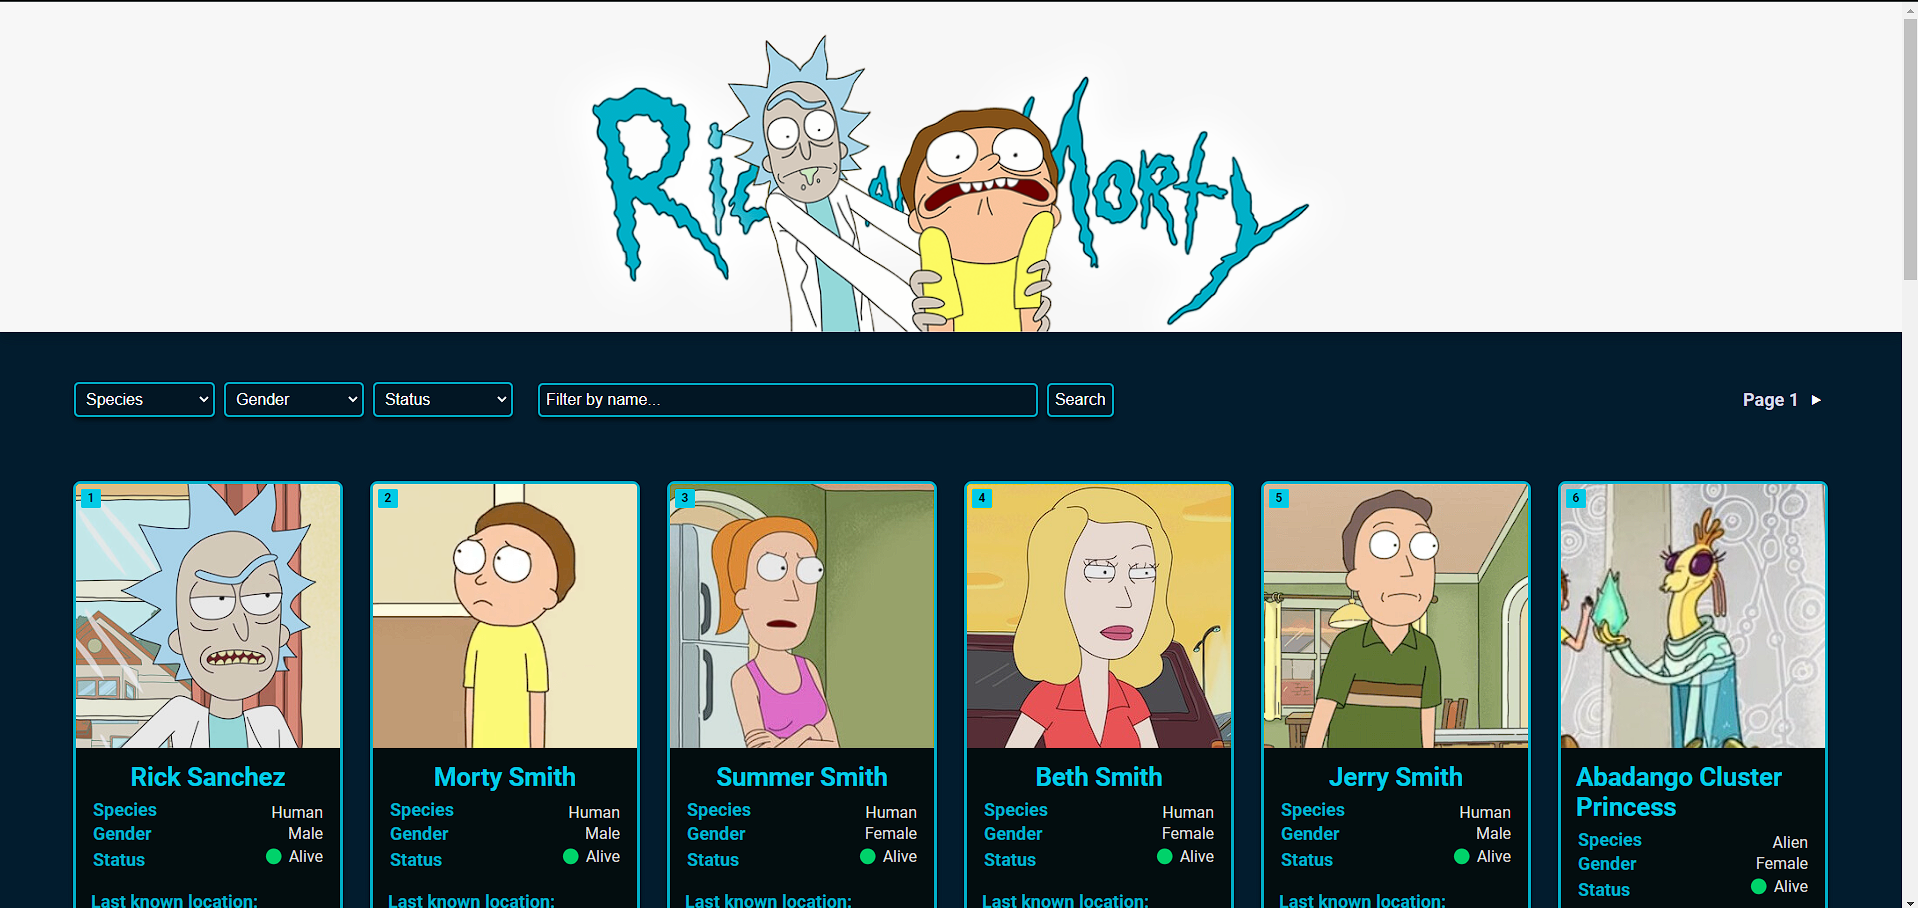 Rick and Morty
Species Gender Status Filter by name... Search Page 1
1 2 3 4 5 6
Rick Sanchez
Species Human
Gender Male
Status Alive
Last known location:
Morty Smith
Species Human
Gender Male
Status Alive
Last known location:
Summer Smith
Species Human
Gender Female
Status Alive
Last known location:
Beth Smith
Species Human
Gender Female
Status Alive
Last known location:
Jerry Smith
Species Human
Gender Male
Status Alive
Last known location:
Abadango Cluster
Princess
Species Alien
Gender Female
Status Alive